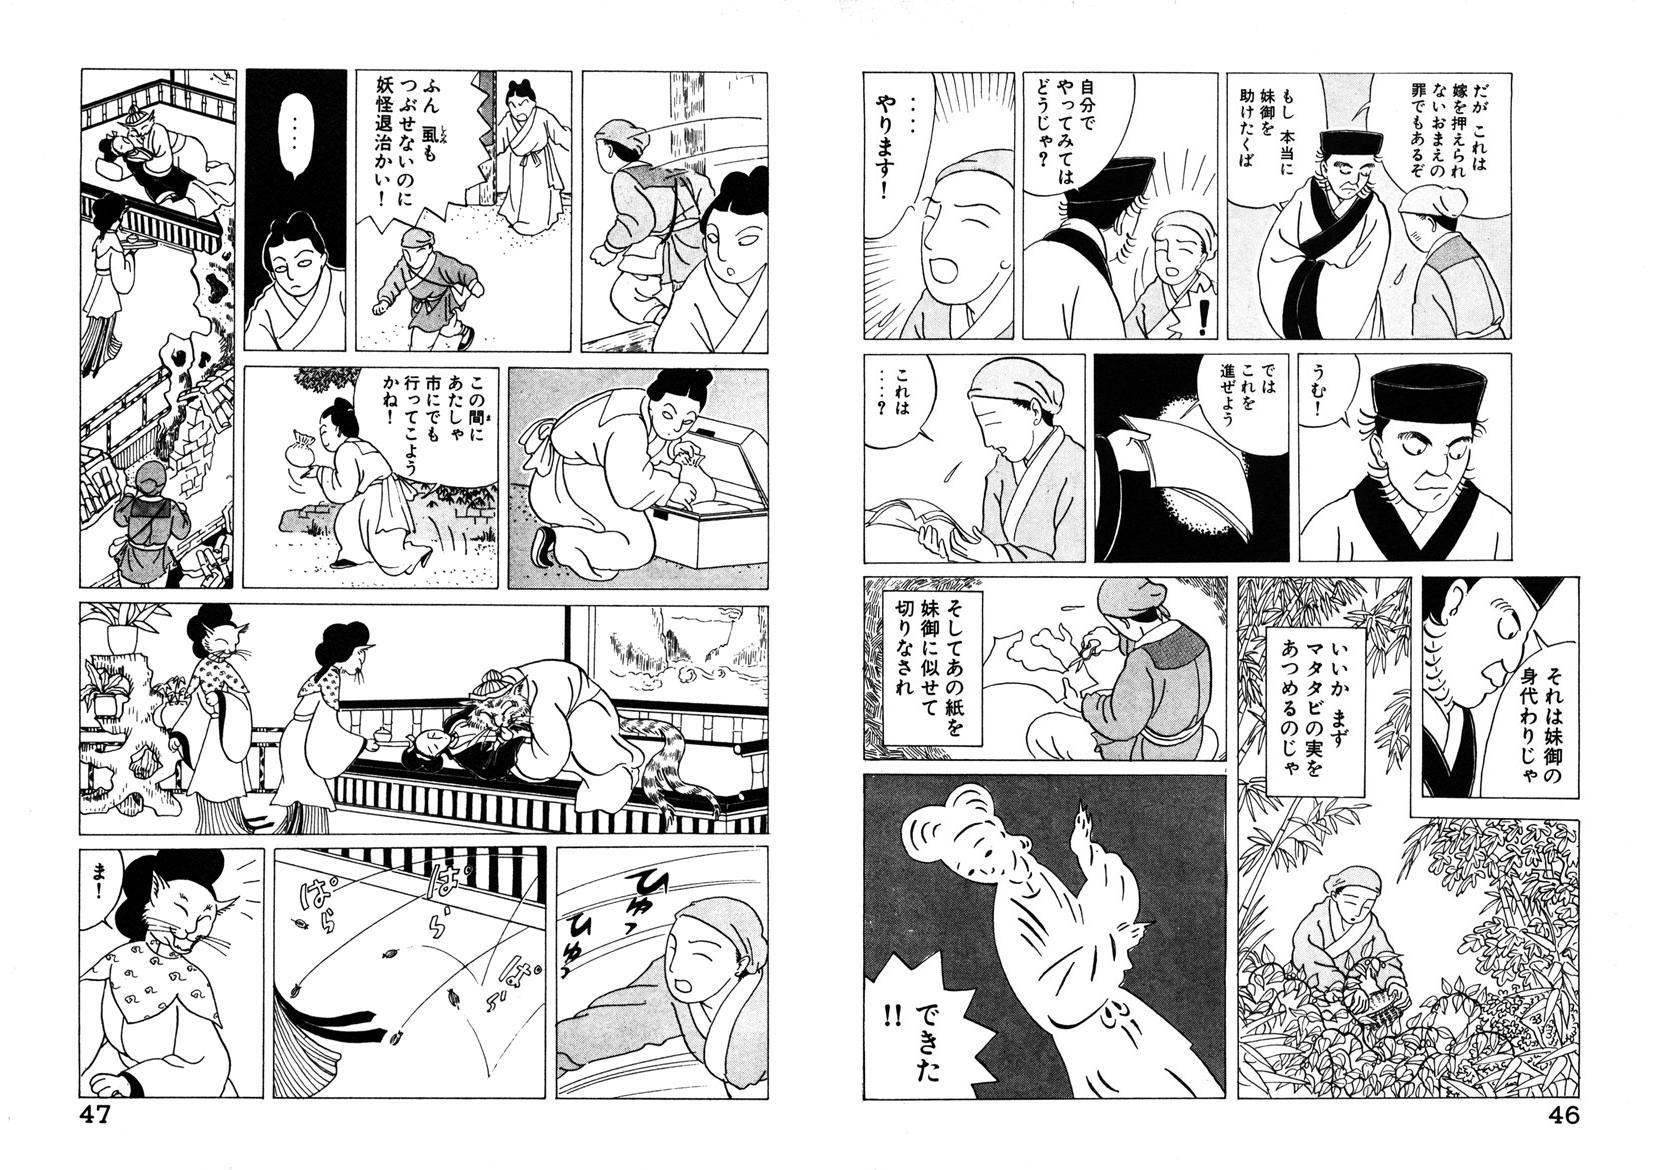 だが これは
嫁を押えられ
ないおまえの
罪でもあるぞ
もし 本当に
妹御を
助けたくば
自分で
やってみては
どうじゃ?
!
‥‥
やります!
うむ!
では
これを
進ぜよう
これは
‥‥?
それは妹御の
身代わりじゃ
いいか まず
マタタビの実を
あつめるのじゃ
そしてあの紙を
妹御に似せて
切りなされ
できた
!!
46
ふん 虱も
しらみ
つぶせないのに
妖怪退治かい!
‥‥
この間に
ま
あたしゃ
市にでも
行ってこよう
かね!
ひゅっ
ひゅっ
ぱらぱらぱら
ま!
47